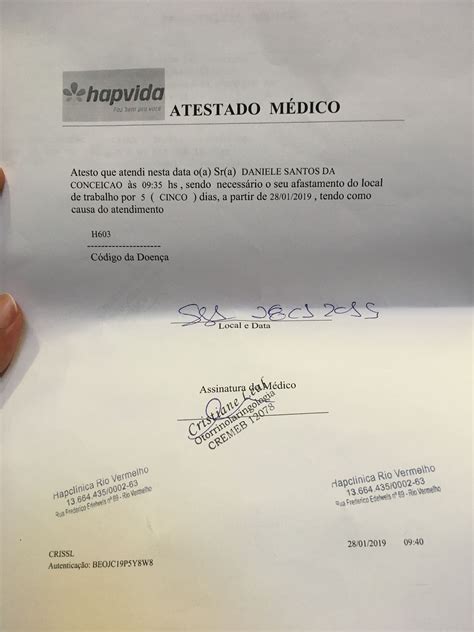 hapvida
Faz bem pra você
ATESTADO MÉDICO
Atesto que atendi nesta data o(a) Sr(a) DANIELE SANTOS DA
CONCEICAO às 09:35 hs , sendo necessário o seu afastamento do local
de trabalho por 5 ( CINCO ) dias, a partir de 28/01/2019 , tendo como
causa do atendimento
H603
--------------------
Código da Doença
Local e Data
Assinatura do Médico
Cristiane Leal
Otorrinolaringologia
CREMEB 12078
Hapclínica Rio Vermelho
13.664.435/0002-63
Rua Frederico Edelweis nº 89 - Rio Vermelho
Hapclínica Rio Vermelho
13.664.435/0002-63
Rua Frederico Edelweis nº 89 - Rio Vermelho
28/01/2019 09:40
CRISSL
Autenticação: BEOJC19P5Y8W8